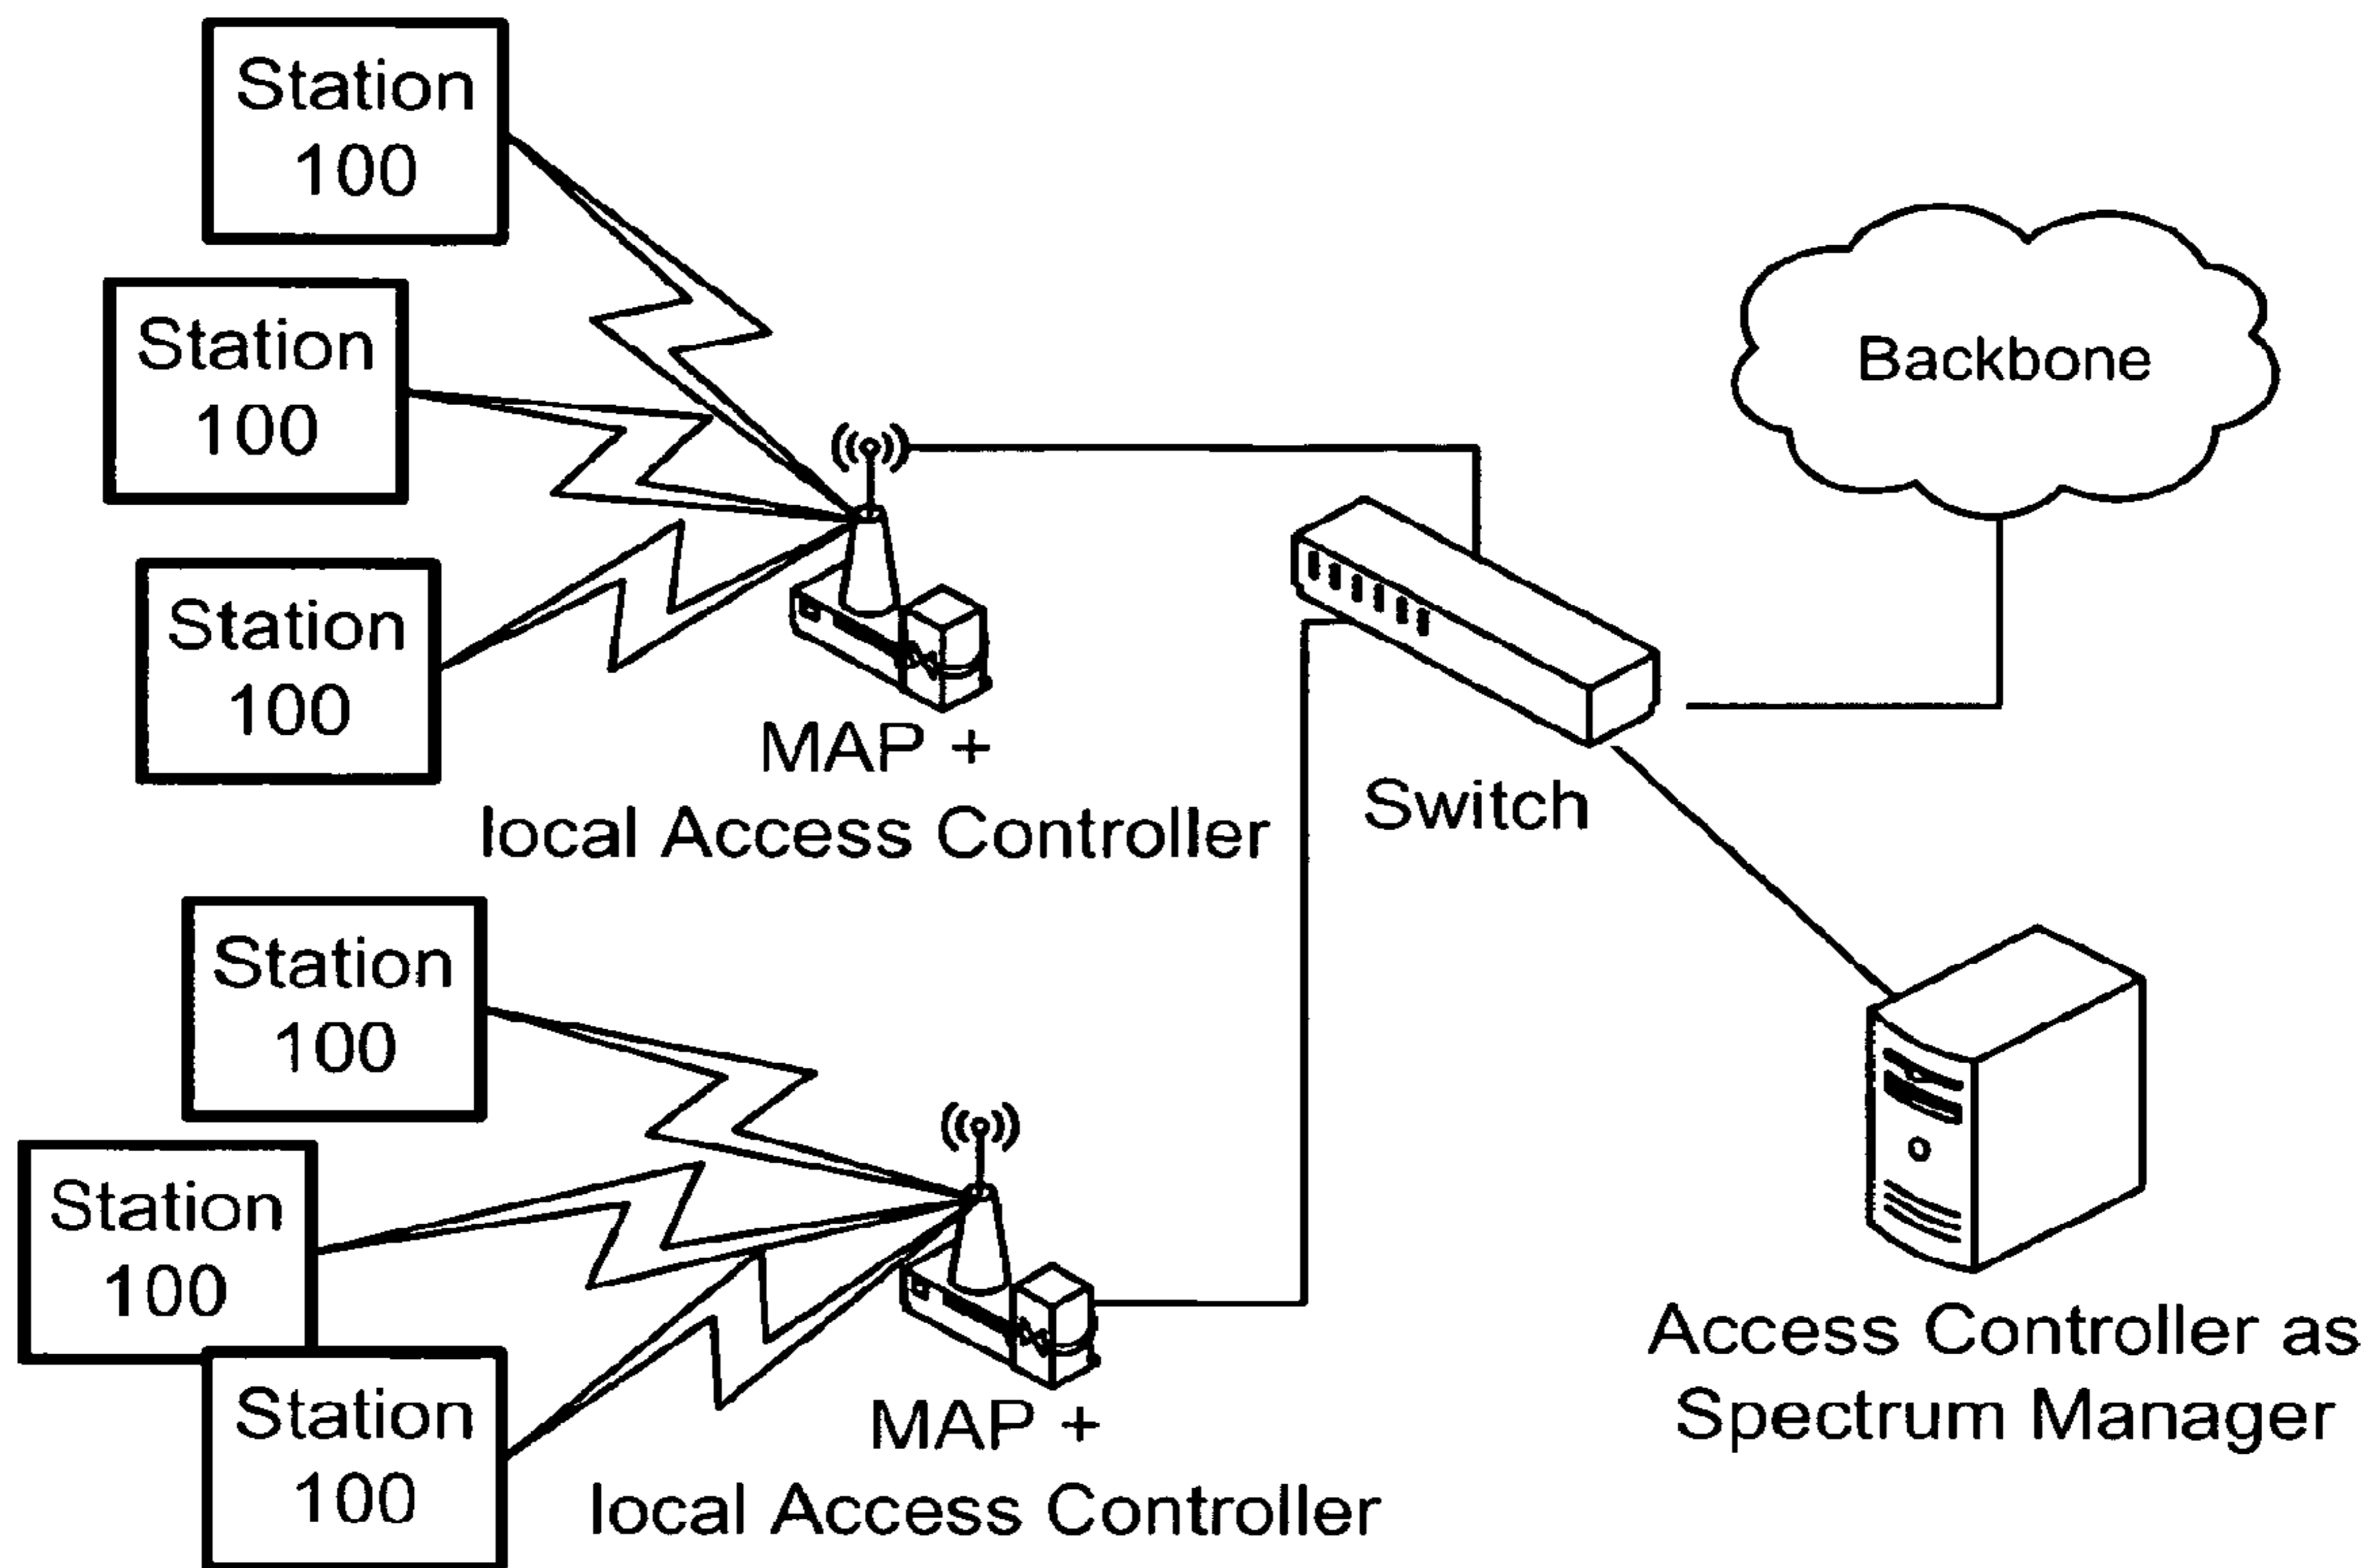 Station
100
Station
100
Station
100
MAP +
local Access Controller
Backbone
Switch
Station
100
Station
100
Station
100
MAP +
local Access Controller
Access Controller as
Spectrum Manager